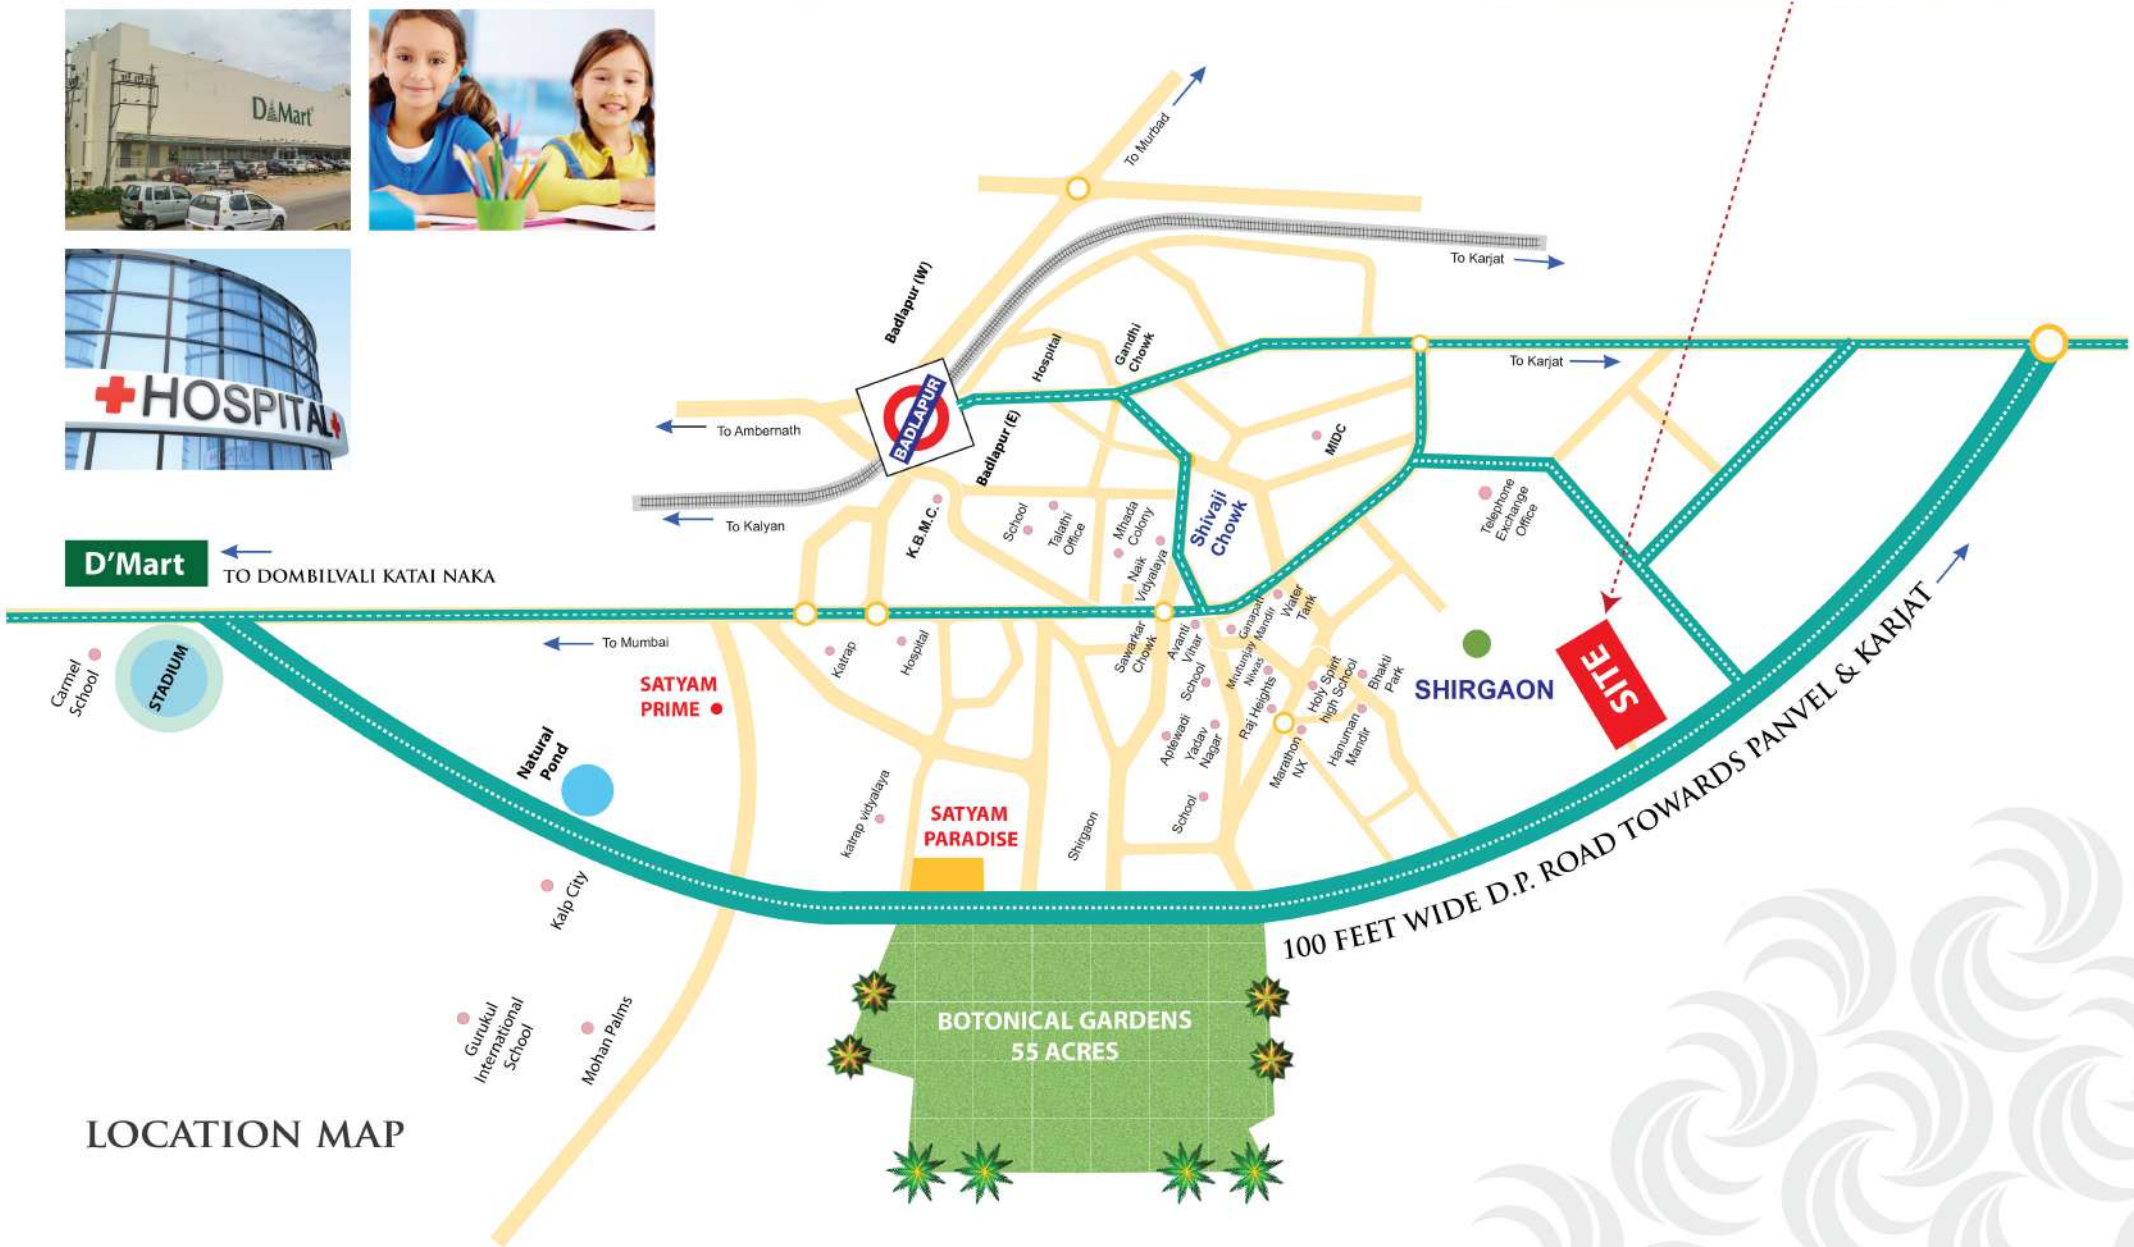 D Mart
HOSPITAL
To Murbad
To Karjat
Badlapur (W)
Hospital
Gandhi
Chowk
To Karjat
BADLAPUR
To Ambernath
Badlapur (E)
MIDC
To Kalyan
K.B.M.C.
School
Talathi
Office
Mhada
Colony
Naik
Vidyalaya
Shivaji
Chowk
Telephone
Exchange
Office
D'Mart
TO DOMBILVALI KATAI NAKA
To Mumbai
Carmel
School
STADIUM
SATYAM
PRIME
Katrap
Hospital
Sawarkar
Chowk
Avanti
Vihar
Ganapati
Mandir
Water
Tank
School
Mrutunjay
Niwas
Raj Heights
Holy Spirit
high School
Bhakti
Park
SHIRGAON
SITE
Natural
Pond
Aptewadi
Yadav
Nagar
Marathon
NX
Hanuman
Mandir
katrap vidyalaya
SATYAM
PARADISE
Shirgaon
School
Kalp City
100 FEET WIDE D.P. ROAD TOWARDS PANVEL & KARJAT
Gurukul
International
School
Mohan Palms
BOTONICAL GARDENS
55 ACRES
LOCATION MAP